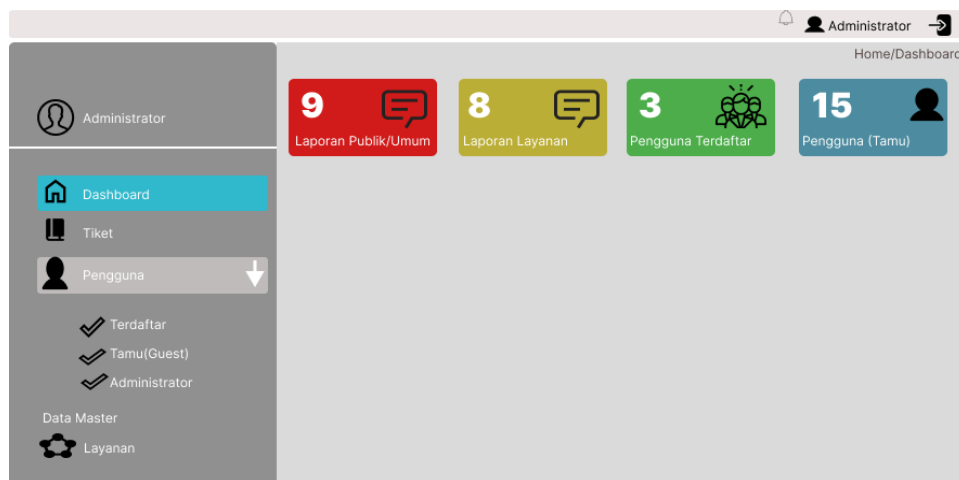 Administrator
Home/Dashboard
Administrator
9
Laporan Publik/Umum
8
Laporan Layanan
3
Pengguna Terdaftar
15
Pengguna (Tamu)
Dashboard
Tiket
Pengguna
Terdaftar
Tamu(Guest)
Administrator
Data Master
Layanan